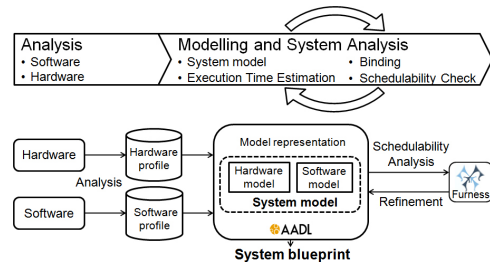 Analysis
• Software
• Hardware
Modelling and System Analysis
• System model
• Execution Time Estimation
• Binding
• Schedulability Check
Hardware
Software
Analysis
Hardware
profile
Software
profile
Model representation
Hardware
model
Software
model
System model
AADL
System blueprint
Schedulability
Analysis
Refinement
Furness